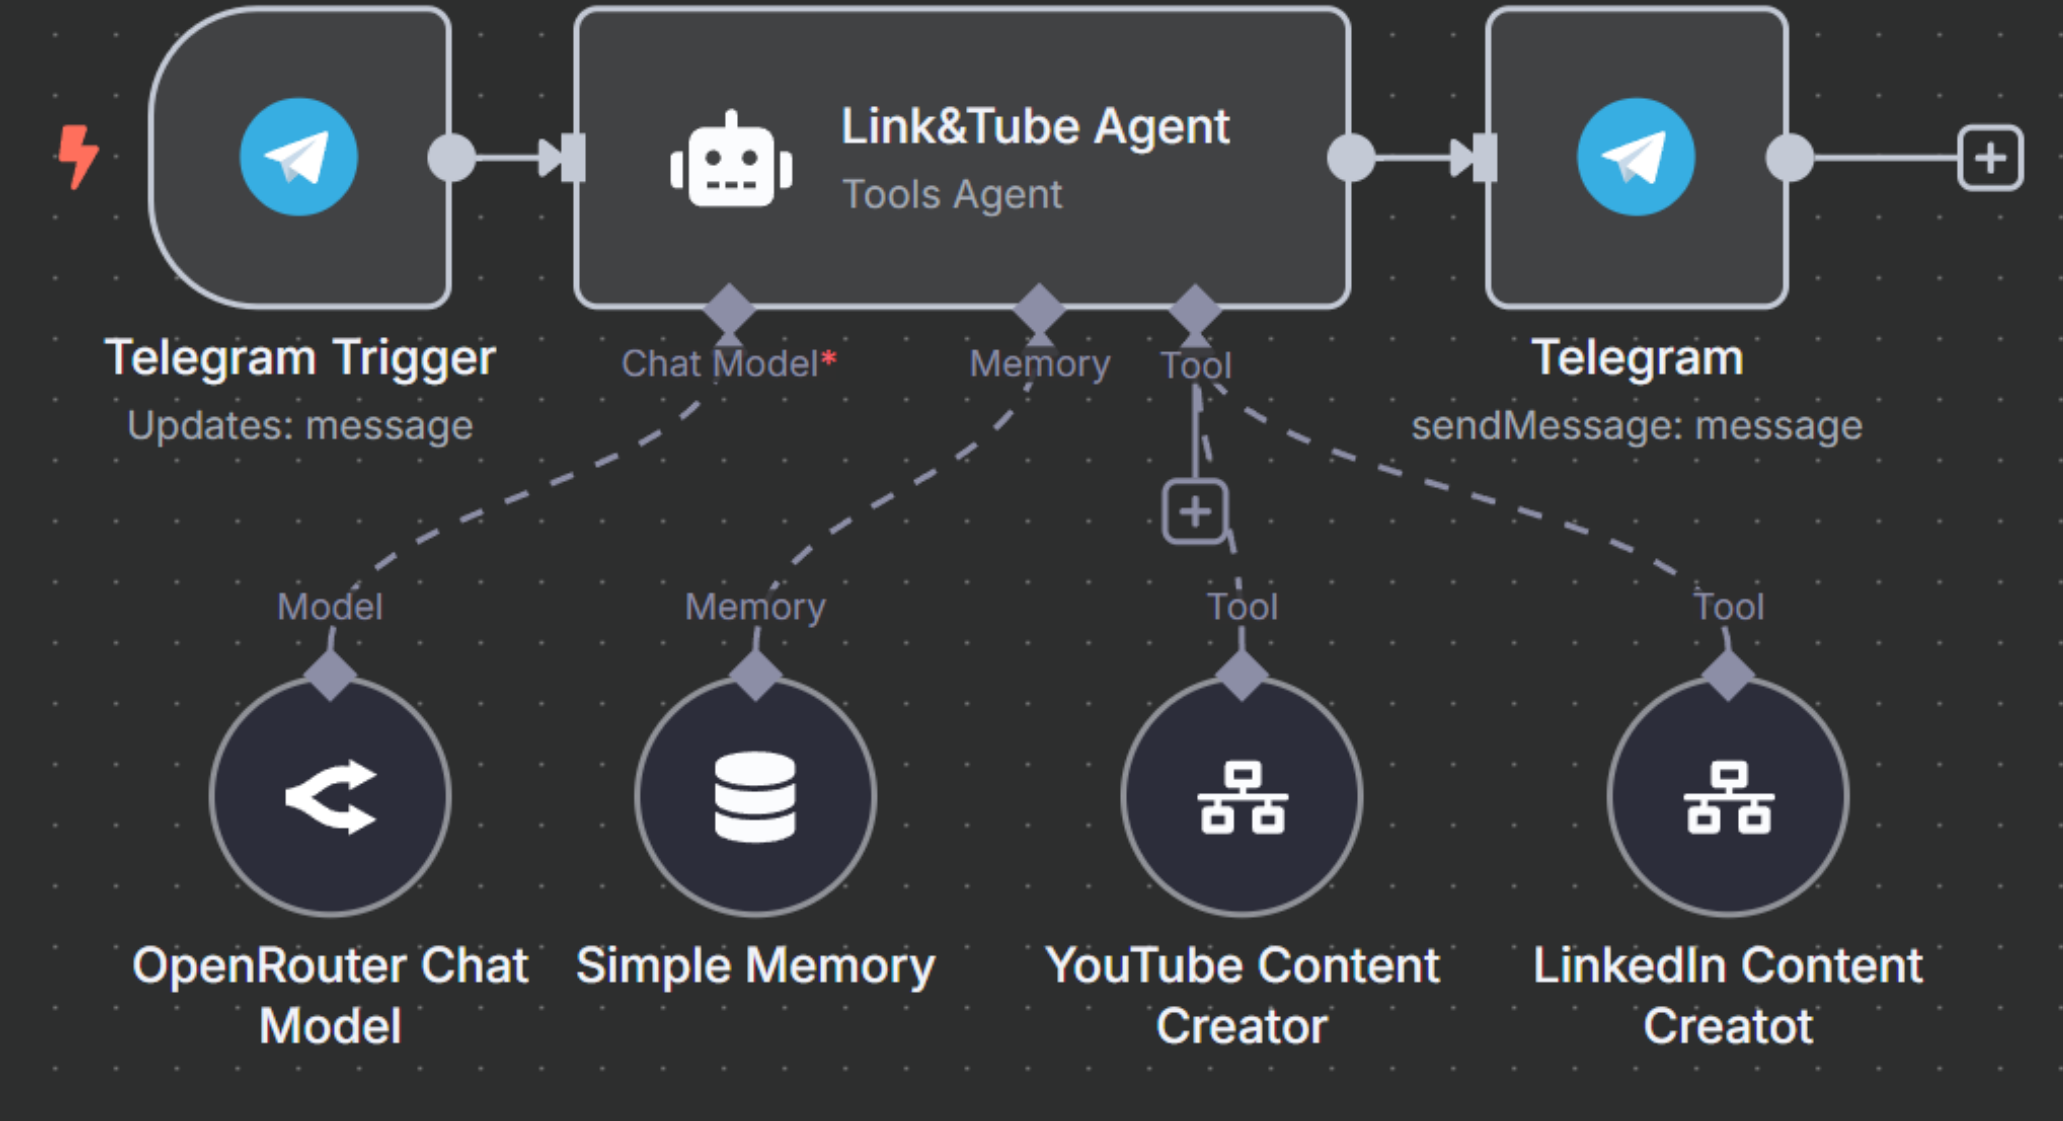 Link&Tube Agent
Tools Agent
Telegram Trigger
Updates: message
Chat Model*
Memory
Tool
Telegram
sendMessage: message
Model
Memory
Tool
Tool
OpenRouter Chat
Model
Simple Memory
YouTube Content
Creator
LinkedIn Content
Creatot